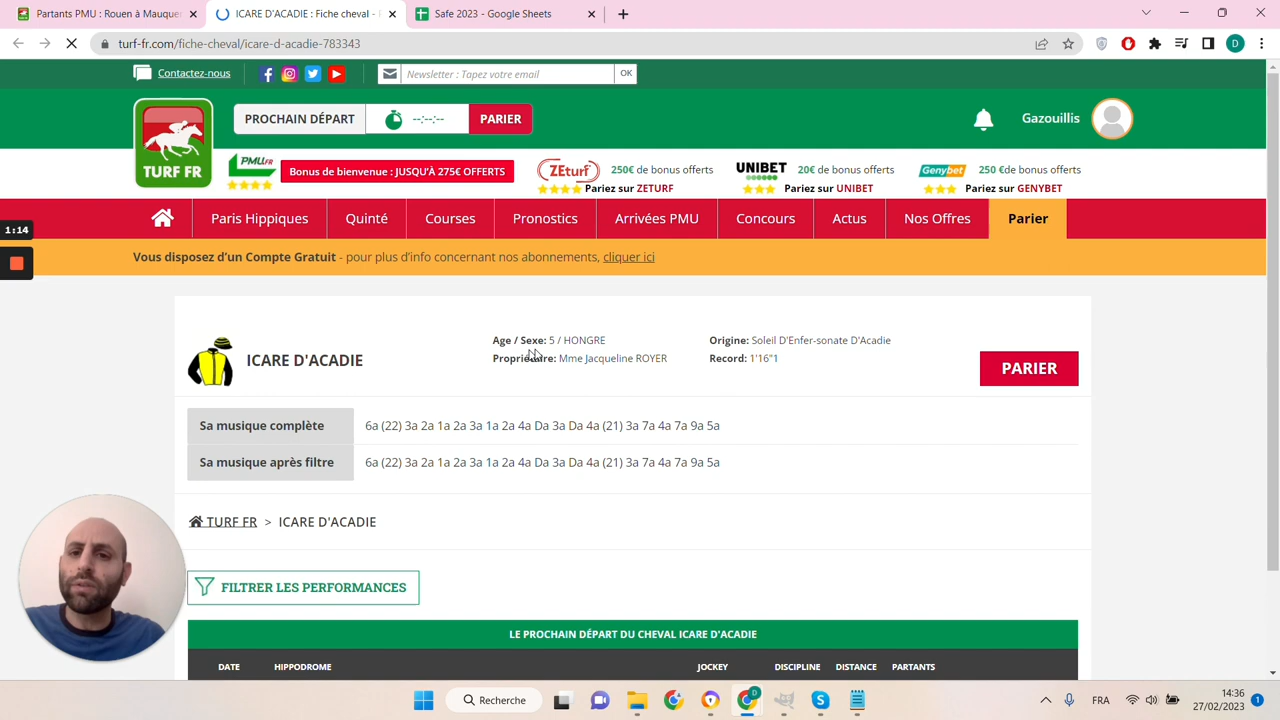 Partants PMU : Rouen à Mauque
ICARE D'ACADIE : Fiche cheval -
Safe 2023 - Google Sheets
turf-fr.com/fiche-cheval/icare-d-acadie-783343
D
Contactez-nous
Newsletter : Tapez votre email
OK
TURF FR
PROCHAIN DÉPART
--:--:--
PARIER
Gazouillis
PMU.FR
Bonus de bienvenue : JUSQU'À 275€ OFFERTS
ZEturf
250€ de bonus offerts
Pariez sur ZETURF
UNIBET
20€ de bonus offerts
Pariez sur UNIBET
Genybet
250 €de bonus offerts
Pariez sur GENYBET
Paris Hippiques
Quinté
Courses
Pronostics
Arrivées PMU
Concours
Actus
Nos Offres
Parier
1:14
Vous disposez d'un Compte Gratuit - pour plus d'info concernant nos abonnements, cliquer ici
ICARE D'ACADIE
Age / Sexe: 5 / HONGRE
Propriétaire: Mme Jacqueline ROYER
Origine: Soleil D'Enfer-sonate D'Acadie
Record: 1'16"1
PARIER
Sa musique complète
6a (22) 3a 2a 1a 2a 3a 1a 2a 4a Da 3a Da 4a (21) 3a 7a 4a 7a 9a 5a
Sa musique après filtre
6a (22) 3a 2a 1a 2a 3a 1a 2a 4a Da 3a Da 4a (21) 3a 7a 4a 7a 9a 5a
TURF FR > ICARE D'ACADIE
FILTRER LES PERFORMANCES
LE PROCHAIN DÉPART DU CHEVAL ICARE D'ACADIE
DATE
HIPPODROME
JOCKEY
DISCIPLINE
DISTANCE
PARTANTS
Recherche
D
FRA
14:36
27/02/2023
1